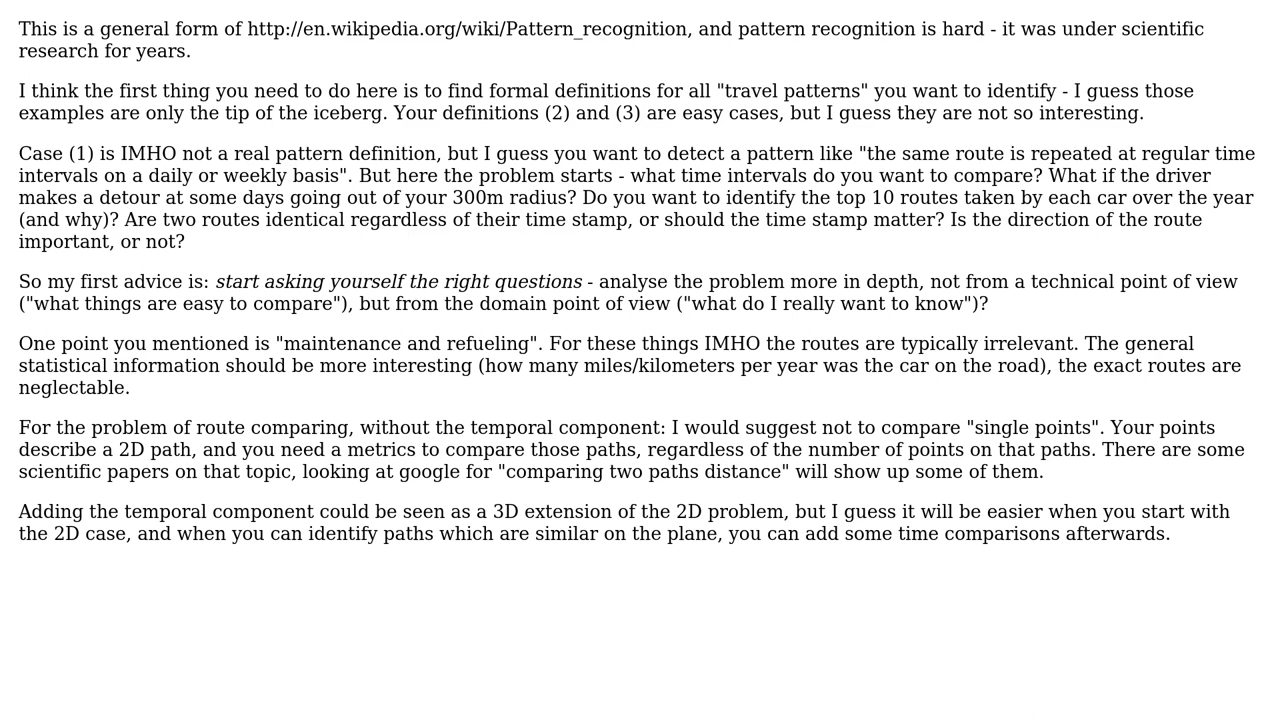 This is a general form of http://en.wikipedia.org/wiki/Pattern_recognition, and pattern recognition is hard - it was under scientific
research for years.
I think the first thing you need to do here is to find formal definitions for all "travel patterns" you want to identify - I guess those
examples are only the tip of the iceberg. Your definitions (2) and (3) are easy cases, but I guess they are not so interesting.
Case (1) is IMHO not a real pattern definition, but I guess you want to detect a pattern like "the same route is repeated at regular time
intervals on a daily or weekly basis". But here the problem starts - what time intervals do you want to compare? What if the driver
makes a detour at some days going out of your 300m radius? Do you want to identify the top 10 routes taken by each car over the year
(and why)? Are two routes identical regardless of their time stamp, or should the time stamp matter? Is the direction of the route
important, or not?
So my first advice is: start asking yourself the right questions - analyse the problem more in depth, not from a technical point of view
("what things are easy to compare"), but from the domain point of view ("what do I really want to know")?
One point you mentioned is "maintenance and refueling". For these things IMHO the routes are typically irrelevant. The general
statistical information should be more interesting (how many miles/kilometers per year was the car on the road), the exact routes are
neglectable.
For the problem of route comparing, without the temporal component: I would suggest not to compare "single points". Your points
describe a 2D path, and you need a metrics to compare those paths, regardless of the number of points on that paths. There are some
scientific papers on that topic, looking at google for "comparing two paths distance" will show up some of them.
Adding the temporal component could be seen as a 3D extension of the 2D problem, but I guess it will be easier when you start with
the 2D case, and when you can identify paths which are similar on the plane, you can add some time comparisons afterwards.